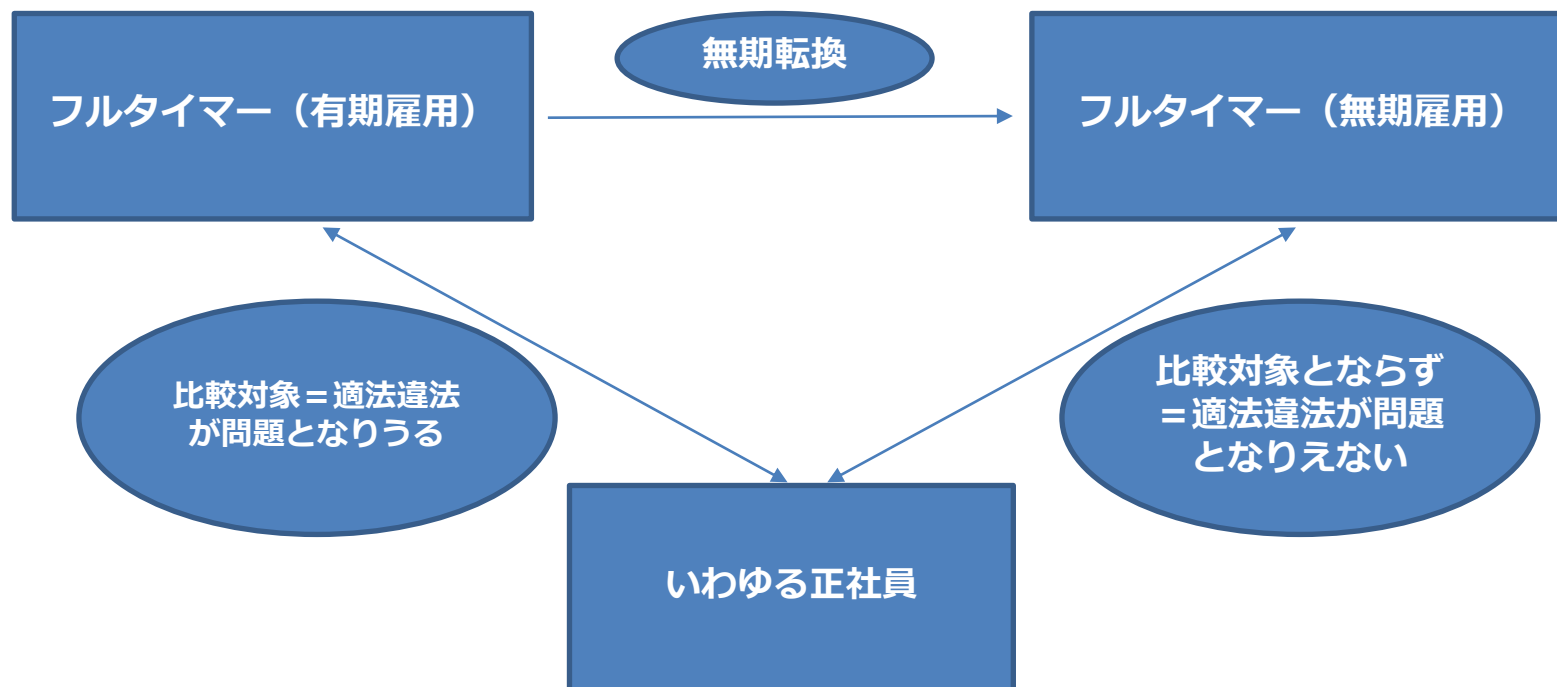 無期転換
フルタイマー（有期雇用）
フルタイマー（無期雇用）
比較対象＝適法違法
が問題となりうる
比較対象とならず
＝適法違法が問題
となりえない
いわゆる正社員